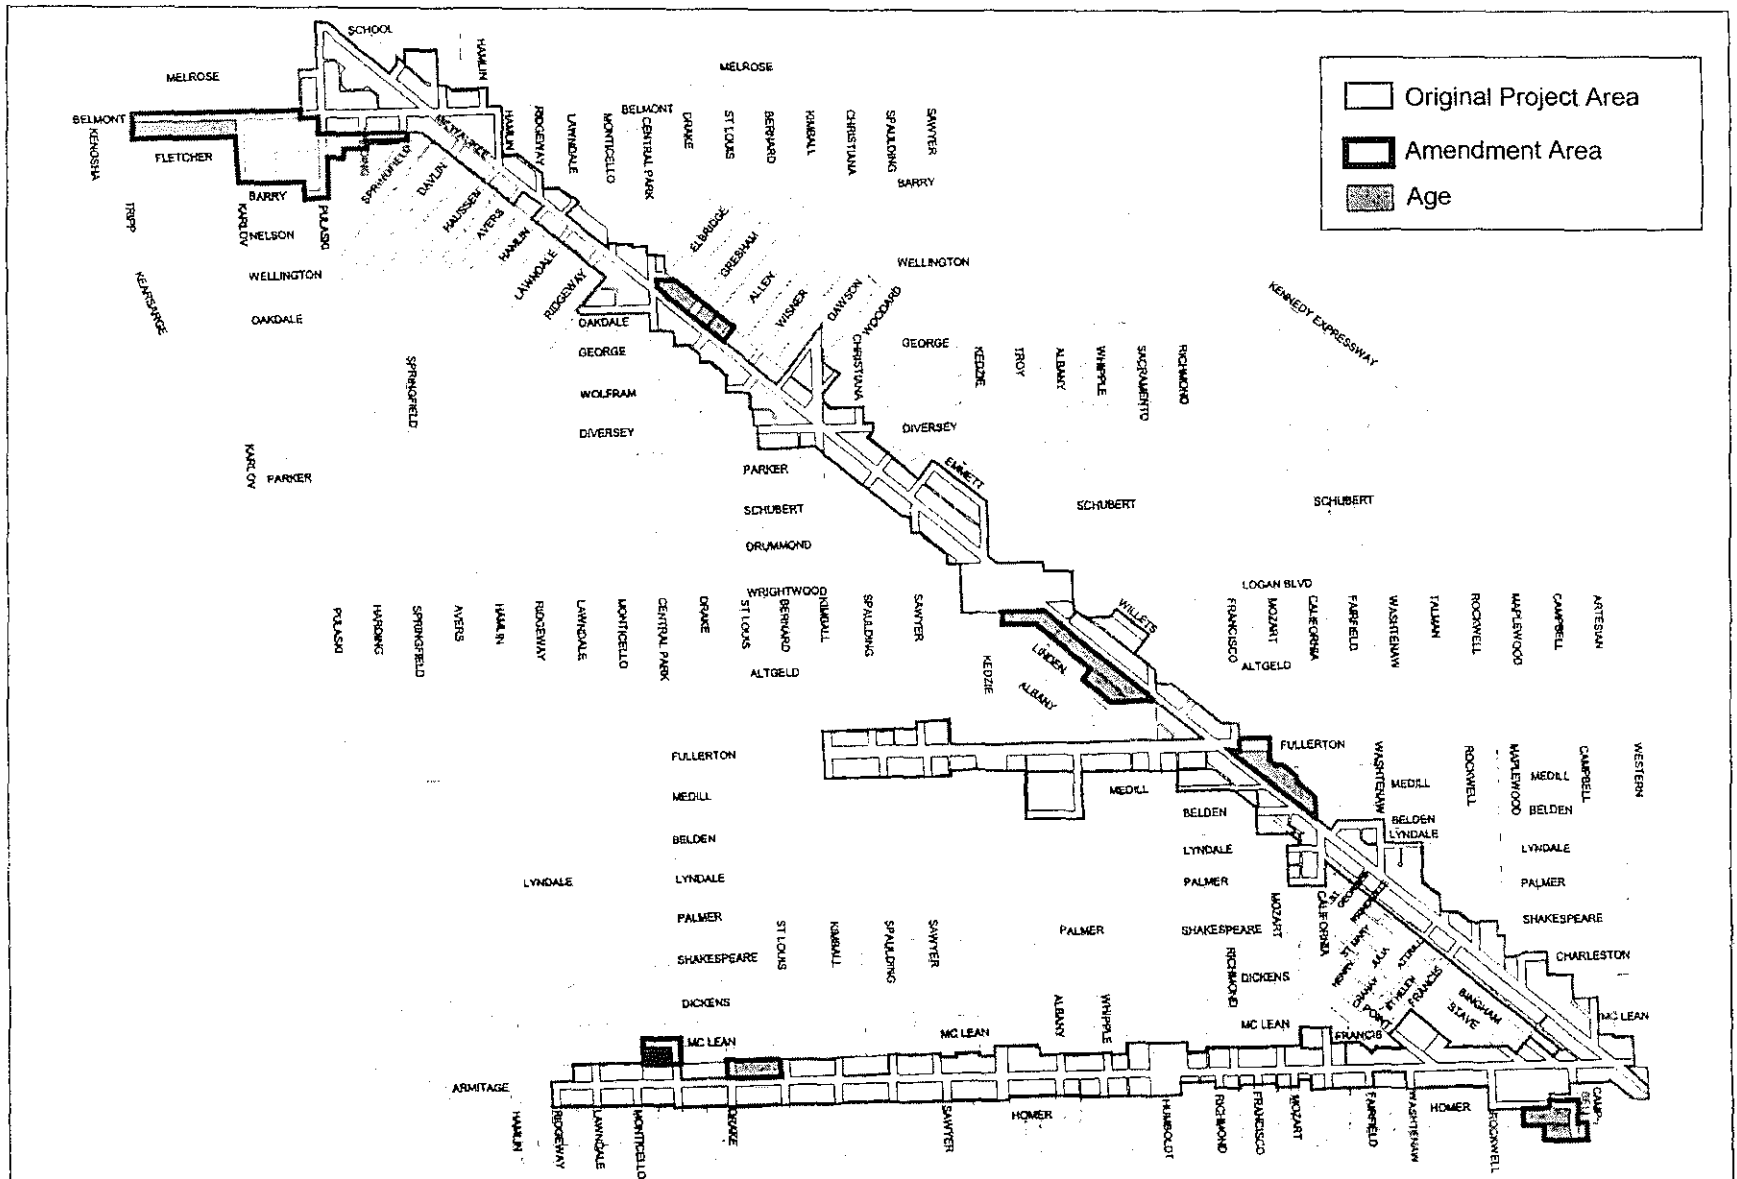 SCHOOL
HAMLIN
MELROSE
MELROSE
Original Project Area
Amendment Area
Age
BELMONT
KENOSHA
FLETCHER
BARRY
TRIPP
KARLOV
NELSON
PULASKI
WELLINGTON
KEARSARGE
OAKDALE
SPRINGFIELD
DAVLIN
HAUSSEN
AVERS
HAMLIN
LAWNDALE
RIDGEWAY
HAMLIN
RIDGEWAY
LAWNDALE
MONTICELLO
BELMONT
CENTRAL PARK
DRAKE
ST LOUIS
BERNARD
KIMBALL
CHRISTIANA
SPAULDING
SAWYER
BARRY
ELBRIDGE
GRESHAM
ALLEN
WISNER
DAWSON
WOODARD
WELLINGTON
KENNEDY EXPRESSWAY
OAKDALE
GEORGE
WOLFRAM
DIVERSEY
SPRINGFIELD
CHRISTIANA
GEORGE
KEDZIE
TROY
ALBANY
WHIPPLE
SACRAMENTO
RICHMOND
DIVERSEY
KARLOV
PARKER
PARKER
EMMETT
SCHUBERT
SCHUBERT
SCHUBERT
DRUMMOND
WRIGHTWOOD
LOGAN BLVD
PULASKI
HARDING
SPRINGFIELD
AVERS
HAMLIN
RIDGEWAY
LAWNDALE
MONTICELLO
CENTRAL PARK
DRAKE
ST LOUIS
BERNARD
KIMBALL
SPAULDING
SAWYER
WILLETS
FRANCISCO
MOZART
CALIFORNIA
FAIRFIELD
WASHTENAW
TALMAN
ROCKWELL
MAPLEWOOD
CAMPBELL
ARTESIAN
ALTGELD
KEDZIE
LINDEN
ALBANY
ALTGELD
FULLERTON
FULLERTON
MEDILL
MEDILL
WASHTENAW
MEDILL
ROCKWELL
MAPLEWOOD
MEDILL
CAMPBELL
WESTERN
BELDEN
BELDEN
BELDEN
BELDEN
LYNDALE
LYNDALE
LYNDALE
LYNDALE
LYNDALE
PALMER
PALMER
PALMER
PALMER
MOZART
CALIFORNIA
ST LOUIS
KIMBALL
SPAULDING
SAWYER
SHAKESPEARE
SHAKESPEARE
SHAKESPEARE
CHARLESTON
RICHMOND
DICKENS
DICKENS
ST MARY
JULIA
ST HELEN
FRANCIS
POINT
BINGHAM
STAVE
FRANCIS
MC LEAN
MC LEAN
ALBANY
WHIPPLE
MC LEAN
MC LEAN
ARMITAGE
HAMLIN
RIDGEWAY
LAWNDALE
MONTICELLO
DRAKE
SAWYER
HOMER
HUMBOLDT
RICHMOND
FRANCISCO
MOZART
FAIRFIELD
WASHTENAW
HOMER
ROCKWELL
CAMP-
BELL